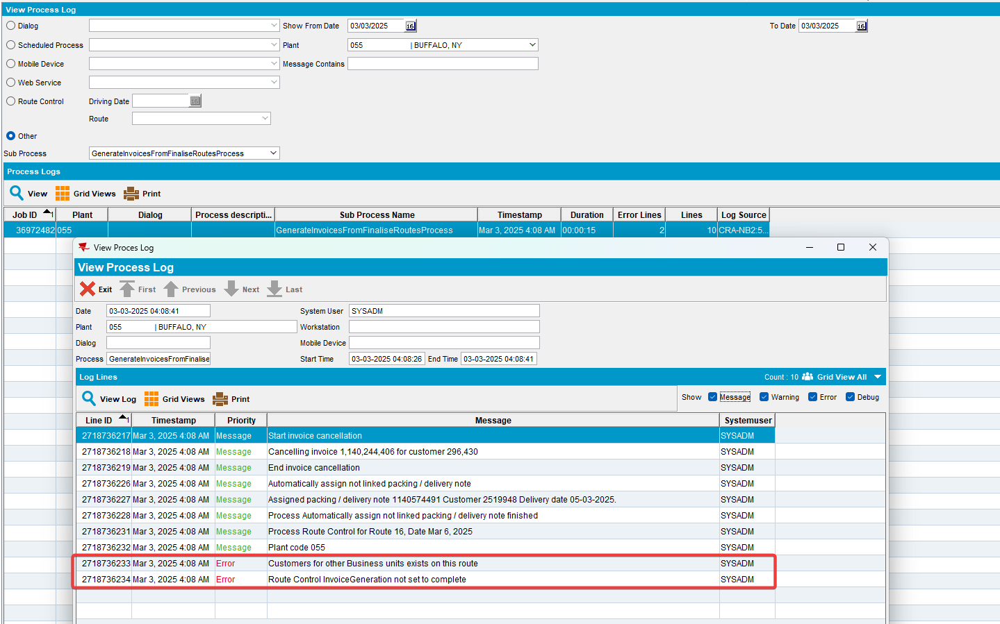 View Process Log
Dialog Show From Date 03/03/2025 16 To Date 03/03/2025 16
Scheduled Process Plant 055 | BUFFALO, NY
Mobile Device Message Contains
Web Service
Route Control Driving Date 16
Route
Other
Sub Process GenerateInvoicesFromFinaliseRoutesProcess
Process Logs
View Grid Views Print
Job ID 1 Plant Dialog Process descripti... Sub Process Name Timestamp Duration Error Lines Lines Log Source
36972482 055 GenerateInvoicesFromFinaliseRoutesProcess Mar 3, 2025 4:08 AM 00:00:15 2 10 CRA-NB2:5...
View Proces Log
View Process Log
Exit First Previous Next Last
Date 03-03-2025 04:08:41 System User SYSADM
Plant 055 | BUFFALO, NY Workstation
Dialog Mobile Device
Process GenerateInvoicesFromFinalise Start Time 03-03-2025 04:08:26 End Time 03-03-2025 04:08:41
Log Lines Count : 10 Grid View All
View Log Grid Views Print Show Message Warning Error Debug
Line ID 1 Timestamp Priority Message Systemuser
2718736217 Mar 3, 2025 4:08 AM Message Start invoice cancellation SYSADM
2718736218 Mar 3, 2025 4:08 AM Message Cancelling invoice 1,140,244,406 for customer 296,430 SYSADM
2718736219 Mar 3, 2025 4:08 AM Message End invoice cancellation SYSADM
2718736226 Mar 3, 2025 4:08 AM Message Automatically assign not linked packing / delivery note SYSADM
2718736227 Mar 3, 2025 4:08 AM Message Assigned packing / delivery note 1140574491 Customer 2519948 Delivery date 05-03-2025. SYSADM
2718736228 Mar 3, 2025 4:08 AM Message Process Automatically assign not linked packing / delivery note finished SYSADM
2718736231 Mar 3, 2025 4:08 AM Message Process Route Control for Route 16, Date Mar 6, 2025 SYSADM
2718736232 Mar 3, 2025 4:08 AM Message Plant code 055 SYSADM
2718736233 Mar 3, 2025 4:08 AM Error Customers for other Business units exists on this route SYSADM
2718736234 Mar 3, 2025 4:08 AM Error Route Control InvoiceGeneration not set to complete SYSADM